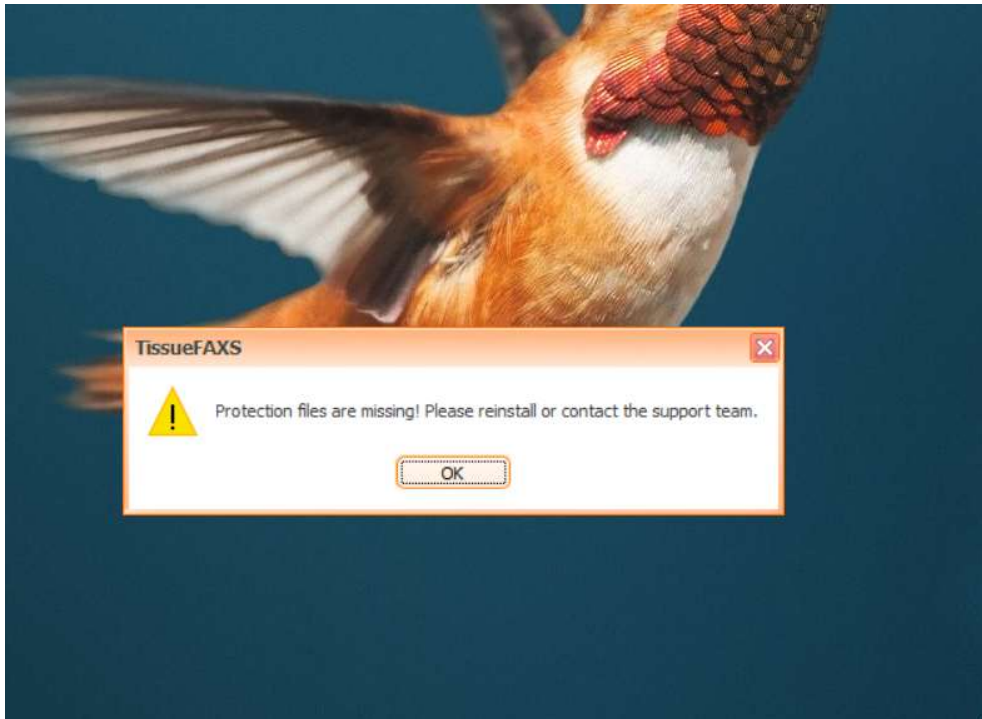 TissueFAXS
Protection files are missing! Please reinstall or contact the support team.
OK